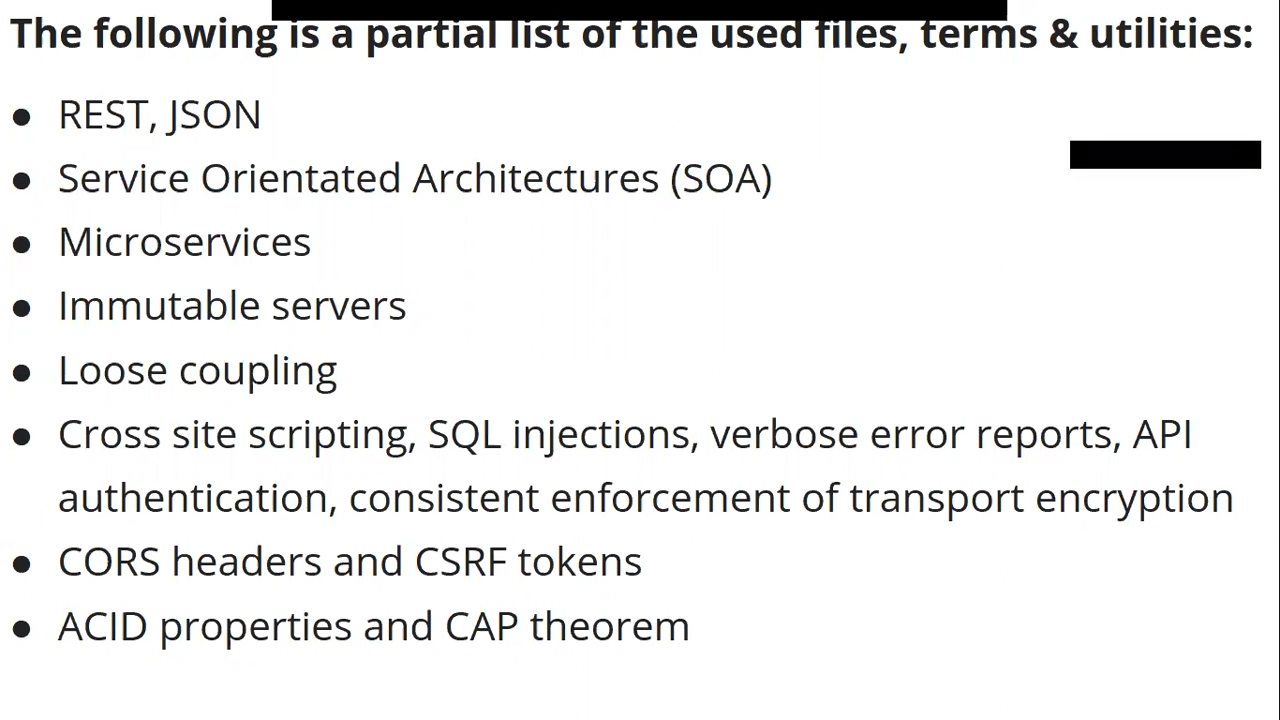 The following is a partial list of the used files, terms & utilities:
● REST, JSON
● Service Orientated Architectures (SOA)
● Microservices
● Immutable servers
● Loose coupling
● Cross site scripting, SQL injections, verbose error reports, API
authentication, consistent enforcement of transport encryption
● CORS headers and CSRF tokens
● ACID properties and CAP theorem